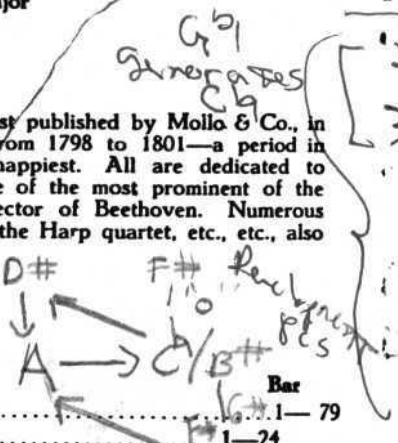 ajor
generates
st published by Mollo & Co., in
rom 1798 to 1801—a period in
happiest. All are dedicated to
e of the most prominent of the
ector of Beethoven. Numerous
the Harp quartet, etc., etc., also
D# F#
A C♭/B#
Bar
1— 79
1—24